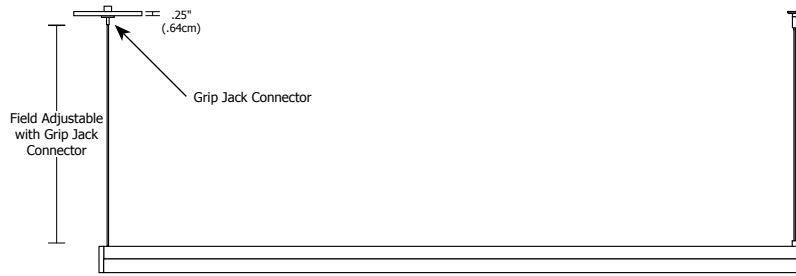 .25"
(.64cm)
Grip Jack Connector
Field Adjustable
with Grip Jack
Connector